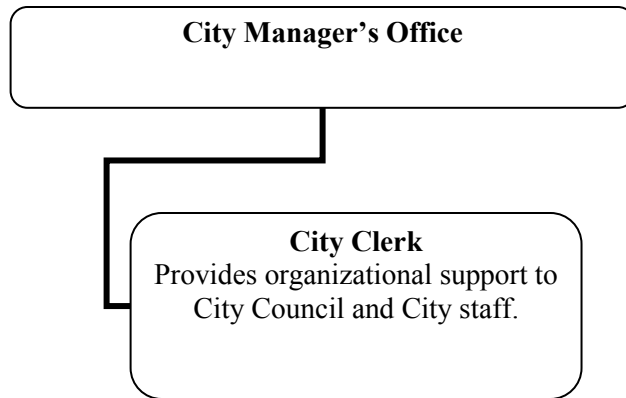 City Manager’s Office
City Clerk
Provides organizational support to
City Council and City staff.